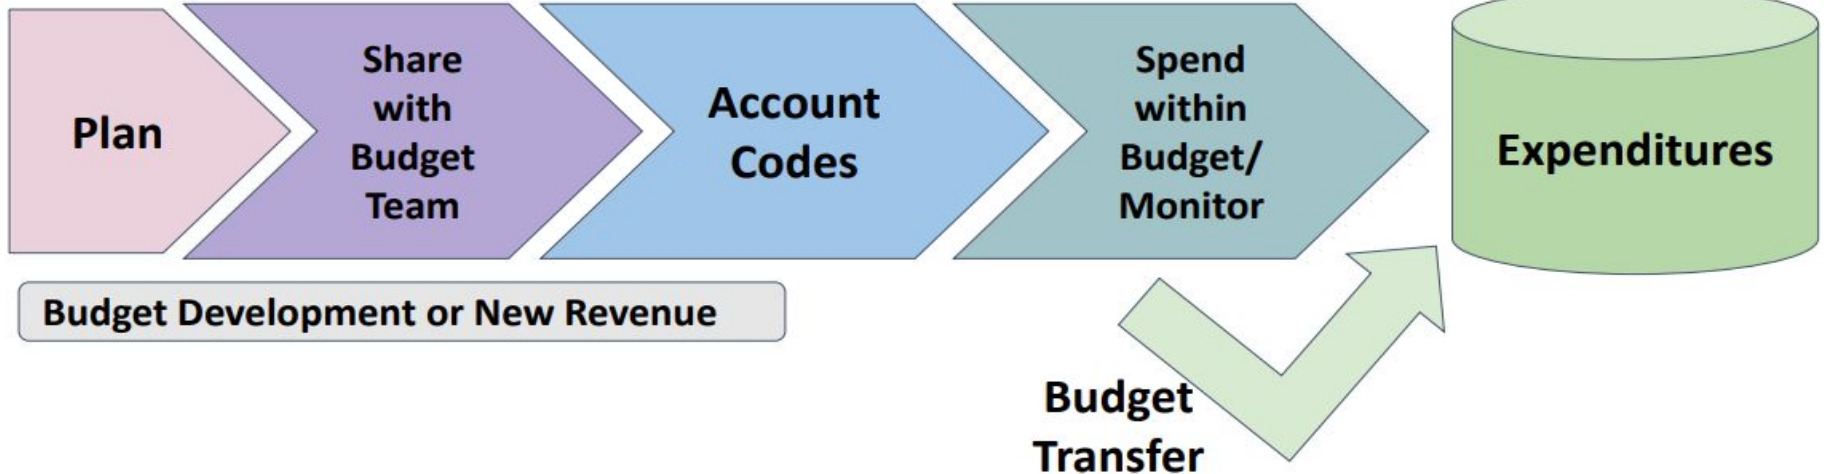 Plan
Share
with
Budget
Team
Account
Codes
Spend
within
Budget/
Monitor
Expenditures
Budget Development or New Revenue
Budget
Transfer